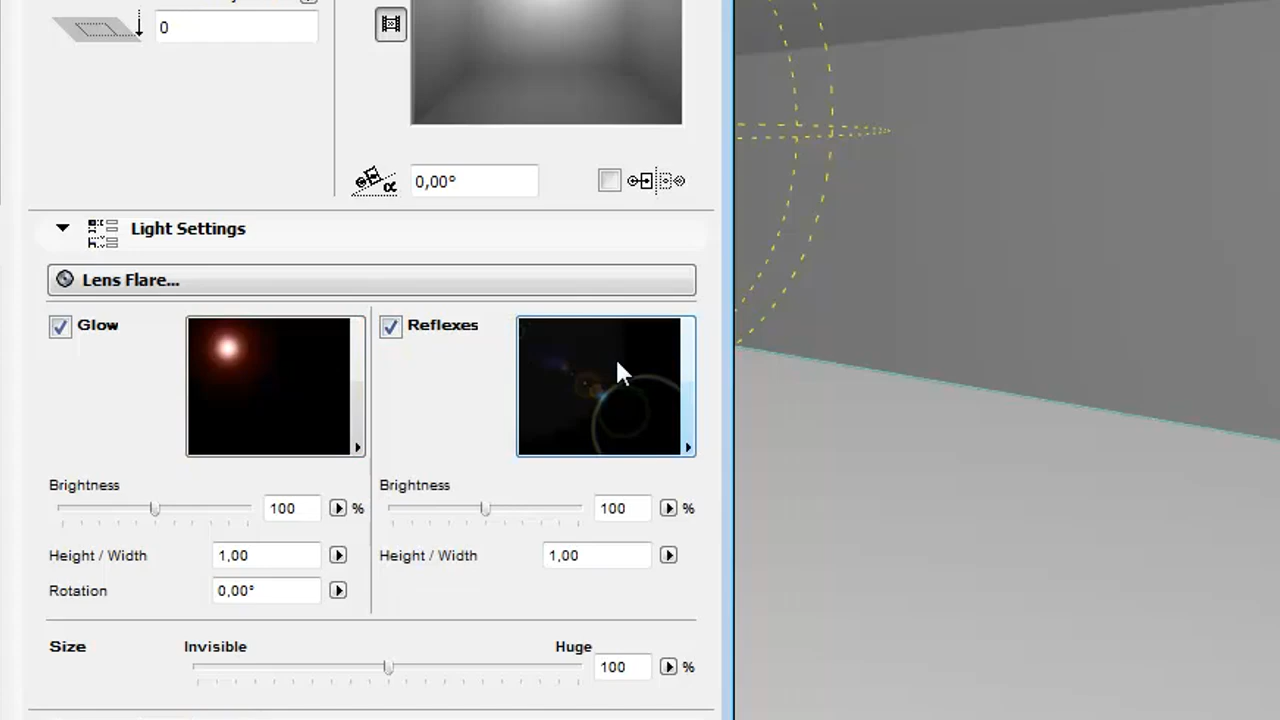 0
0,00°
Light Settings
Lens Flare...
Glow
Reflexes
Brightness
100 %
Brightness
100 %
Height / Width 1,00
Height / Width 1,00
Rotation 0,00°
Size Invisible Huge 100 %